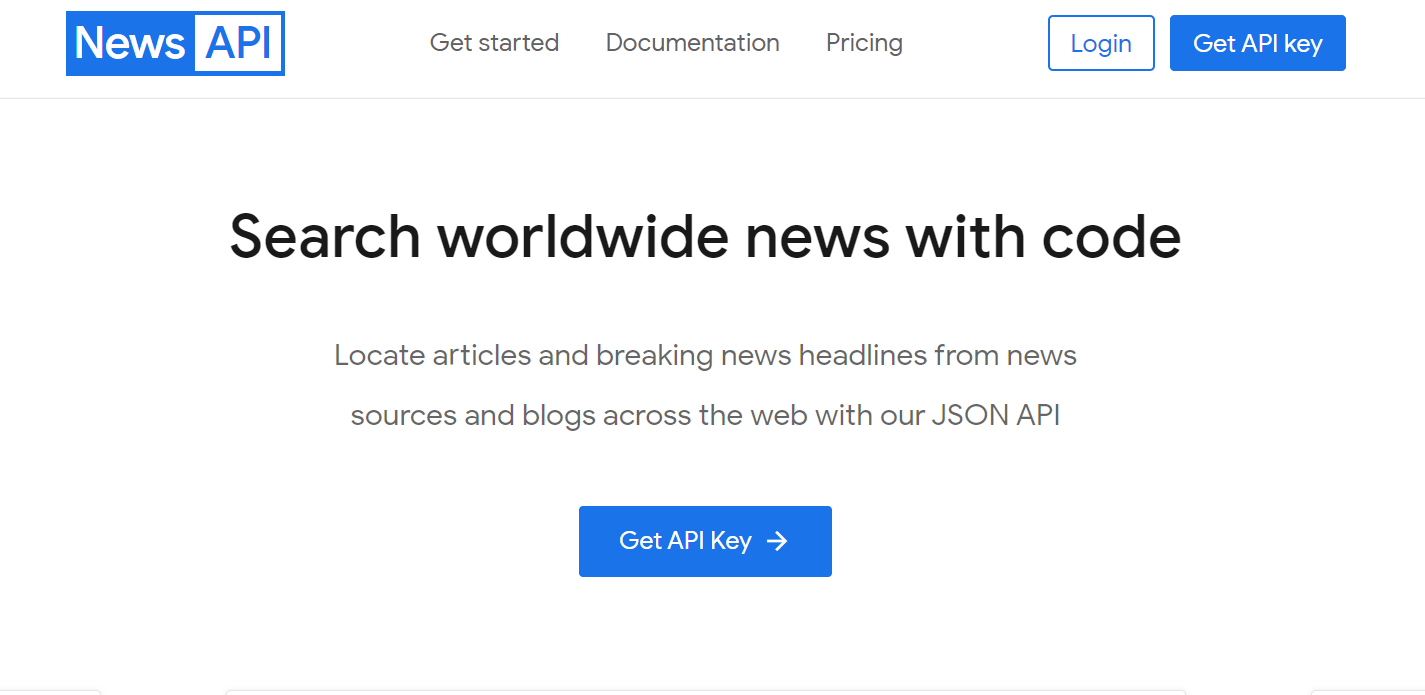 News API
Get started
Documentation
Pricing
Login
Get API key
Search worldwide news with code
Locate articles and breaking news headlines from news
sources and blogs across the web with our JSON API
Get API Key →